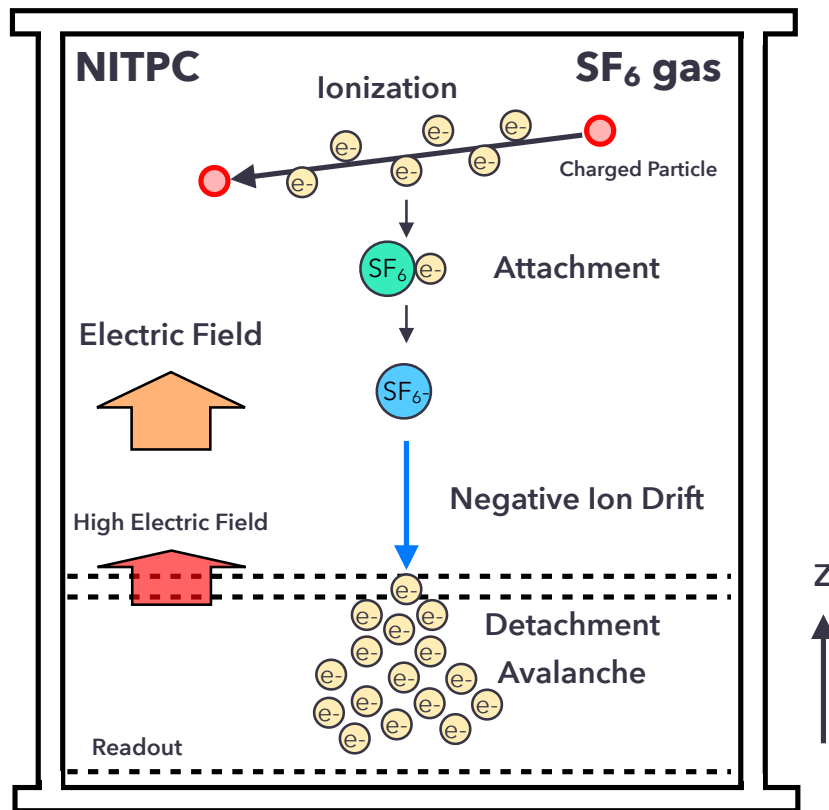 NITPC
SF₆ gas
Ionization
e-
e-
e-
e-
e-
e-
Charged Particle
SF₆
e-
Attachment
Electric Field
SF₆-
Negative Ion Drift
High Electric Field
Z
e-
e-
e-
e-
Detachment
e-
e-
Avalanche
e-
e-
e-
e-
e-
e-
e-
e-
e-
e-
Readout